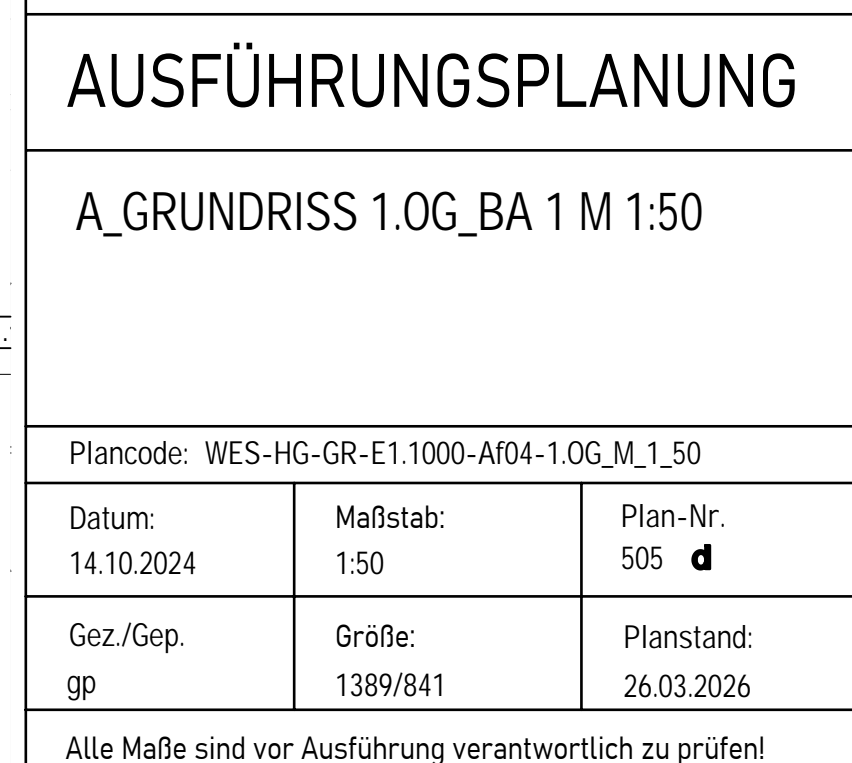 AUSFÜHRUNGSPLANUNG
A_GRUNDRISS 1.OG_BA 1 M 1:50
Plancode: WES-HG-GR-E1.1000-Af04-1.OG_M_1_50
Datum:
14.10.2024
Maßstab:
1:50
Plan-Nr.
505 d
Gez./Gep.
gp
Größe:
1389/841
Planstand:
26.03.2026
Alle Maße sind vor Ausführung verantwortlich zu prüfen!